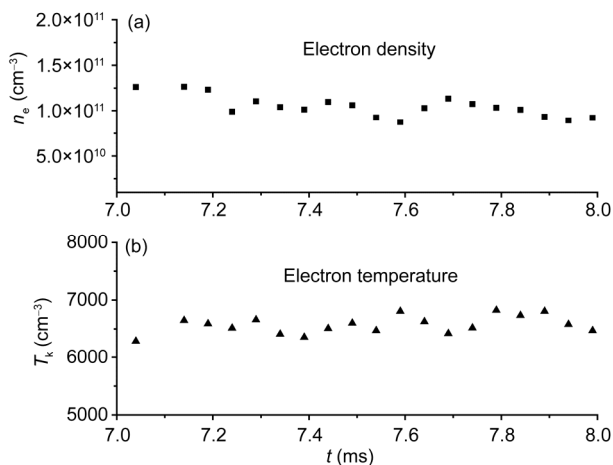 (a)
Electron density
2.0×10¹¹
1.5×10¹¹
1.0×10¹¹
5.0×10¹⁰
nₑ (cm⁻³)
7.0 7.2 7.4 7.6 7.8 8.0
(b)
Electron temperature
8000
7000
6000
5000
Tₖ (cm⁻³)
7.0 7.2 7.4 7.6 7.8 8.0
t (ms)